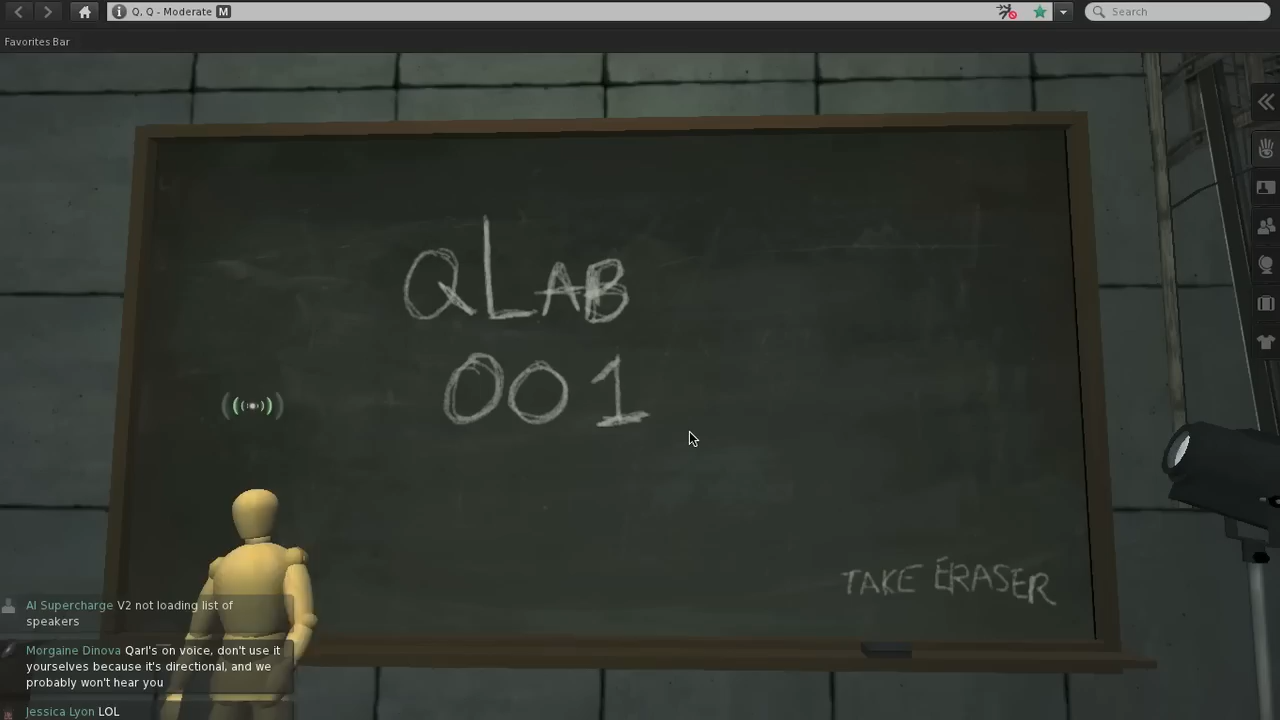 Q, Q - Moderate M
Search
Favorites Bar
QLAB
001
TAKE ERASER
AI Supercharge V2 not loading list of
speakers
Morgaine Dinova Qarl's on voice, don't use it
yourselves because it's directional, and we
probably won't hear you
Jessica Lyon LOL